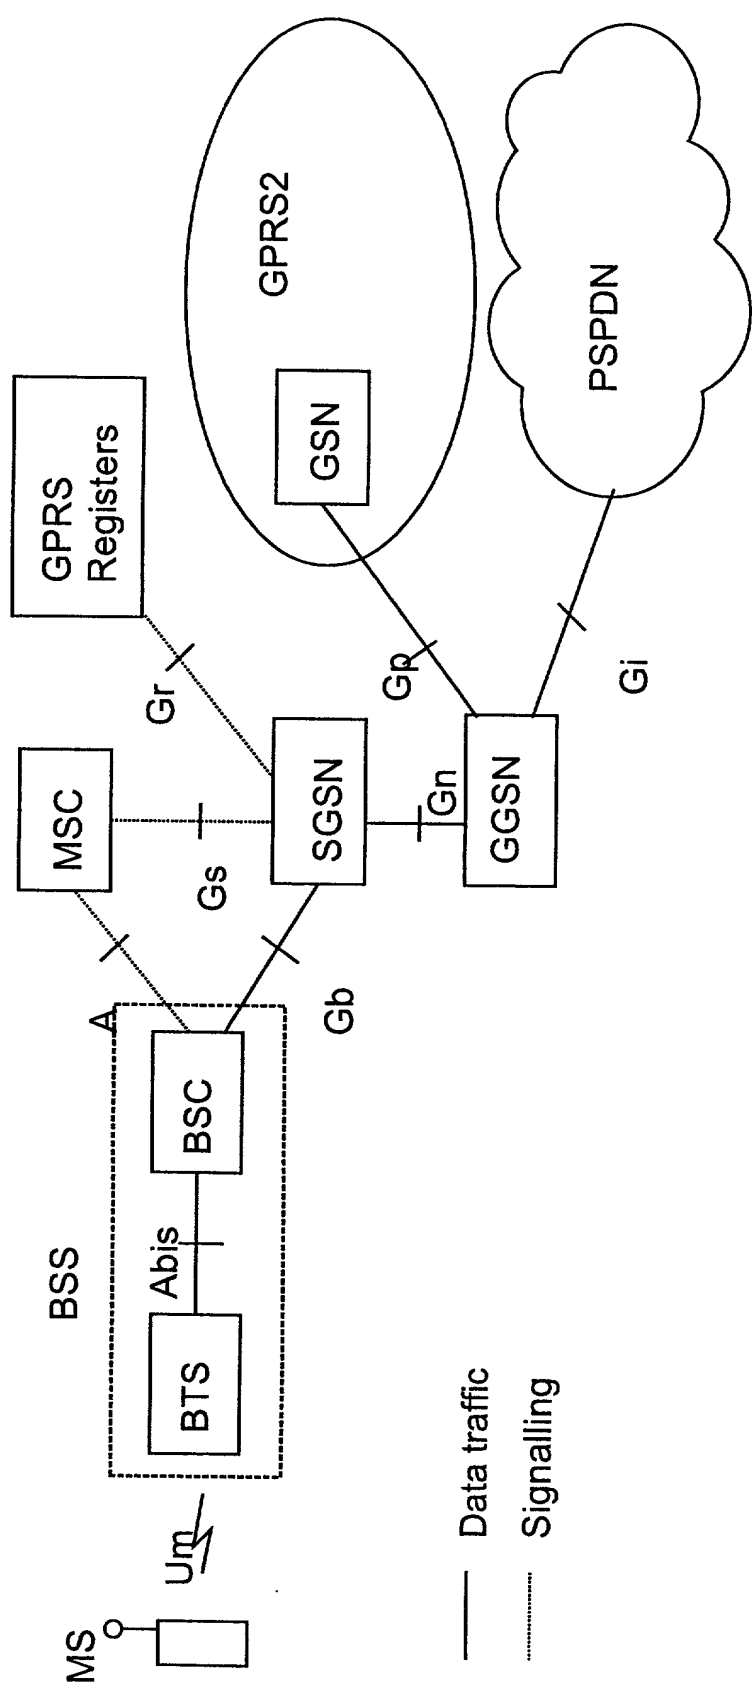 MS
Um
BSS
BTS
Abis
BSC
A
Gb
MSC
Gs
Gr
GPRS
Registers
SGSN
Gn
GGSN
Gp
Gi
GSN
GPRS2
PSPDN
Data traffic
Signalling